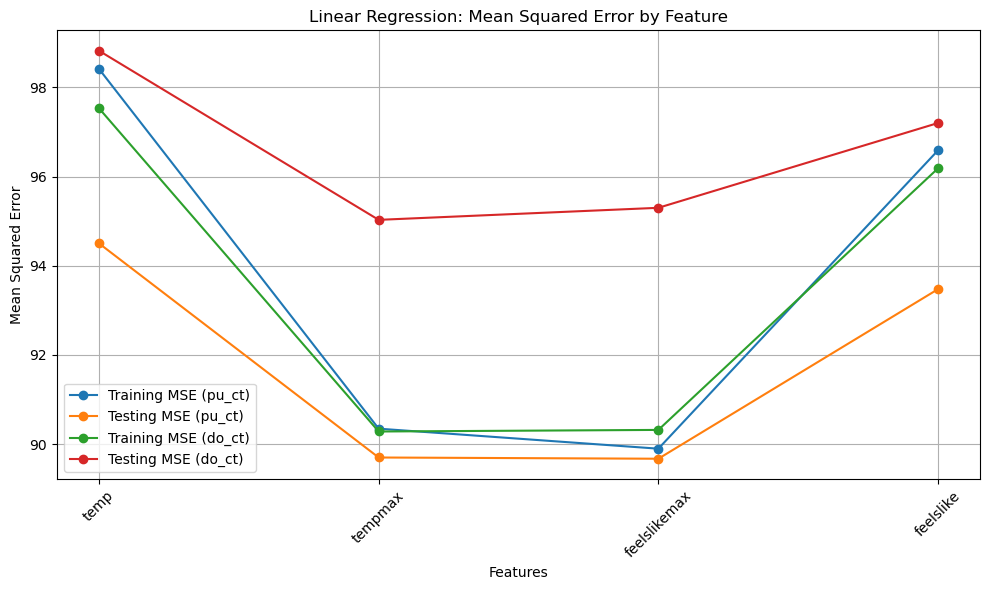 Linear Regression: Mean Squared Error by Feature
Mean Squared Error
98
96
94
92
90
Training MSE (pu_ct)
Testing MSE (pu_ct)
Training MSE (do_ct)
Testing MSE (do_ct)
temp
tempmax
feelslikemax
feelslike
Features